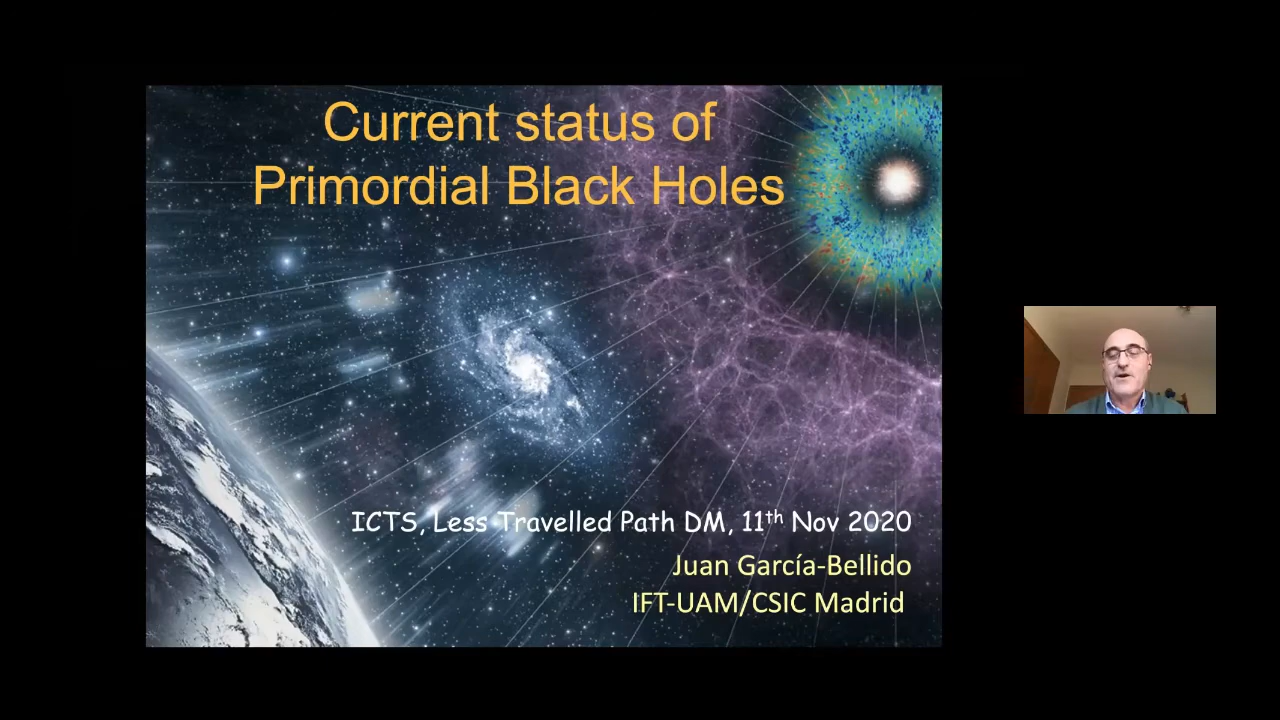 Current status of
Primordial Black Holes
ICTS, Less Travelled Path DM, 11th Nov 2020
Juan García-Bellido
IFT-UAM/CSIC Madrid